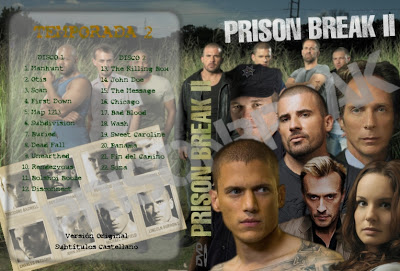 TEMPORADA 2
DISCO 1
1 Manhunt
2 Otis
3 Scan
4 First Down
5 Map 1213
6 Subdivision
7 Buried
8 Dead Fall
9 Unearthed
10 Rendezvous
11 Bolshoi Booze
12 Disconnect
DISCO 2
13 The Killing Box
14 John Doe
15 The Message
16 Chicago
17 Bad Blood
18 Wash
19 Sweet Caroline
20 Panama
21 Fin del Camino
22 Sona
Versión Original
Subtítulos Castellano
PRISON BREAK II
DVD
PRISON BREAK II